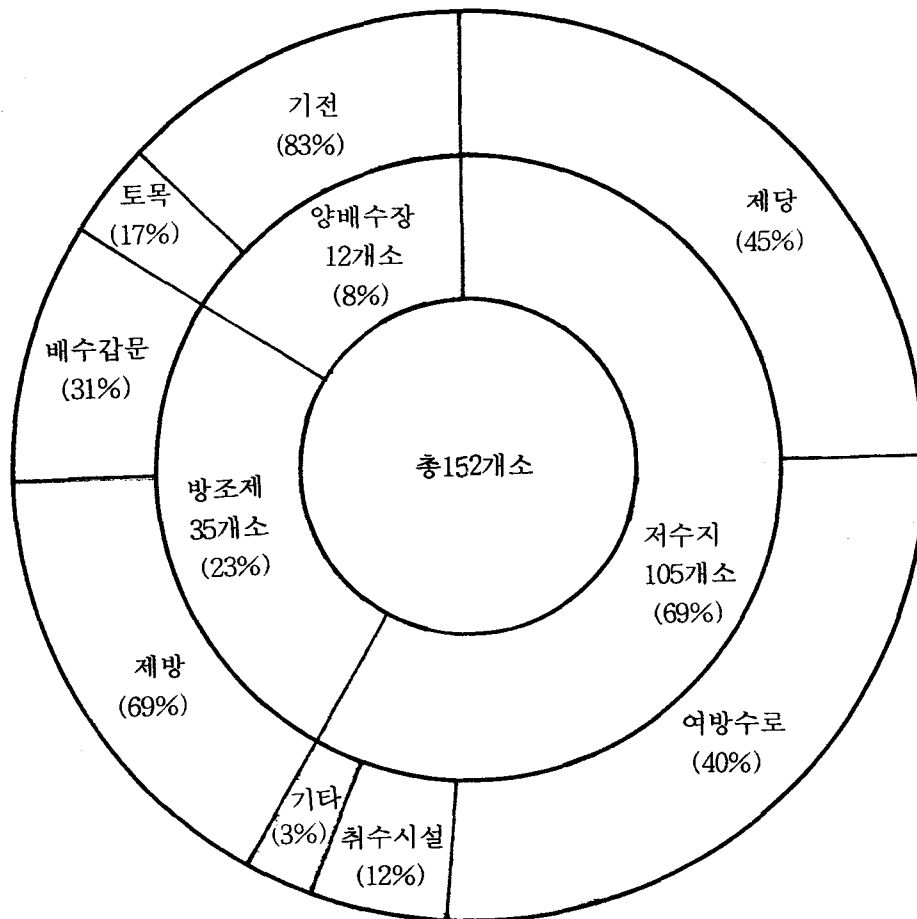 기전
(83%)
토목
(17%)
양배수장
12개소
(8%)
제당
(45%)
배수갑문
(31%)
방조제
35개소
(23%)
총152개소
저수지
105개소
(69%)
제방
(69%)
여방수로
(40%)
기타
(3%)
취수시설
(12%)